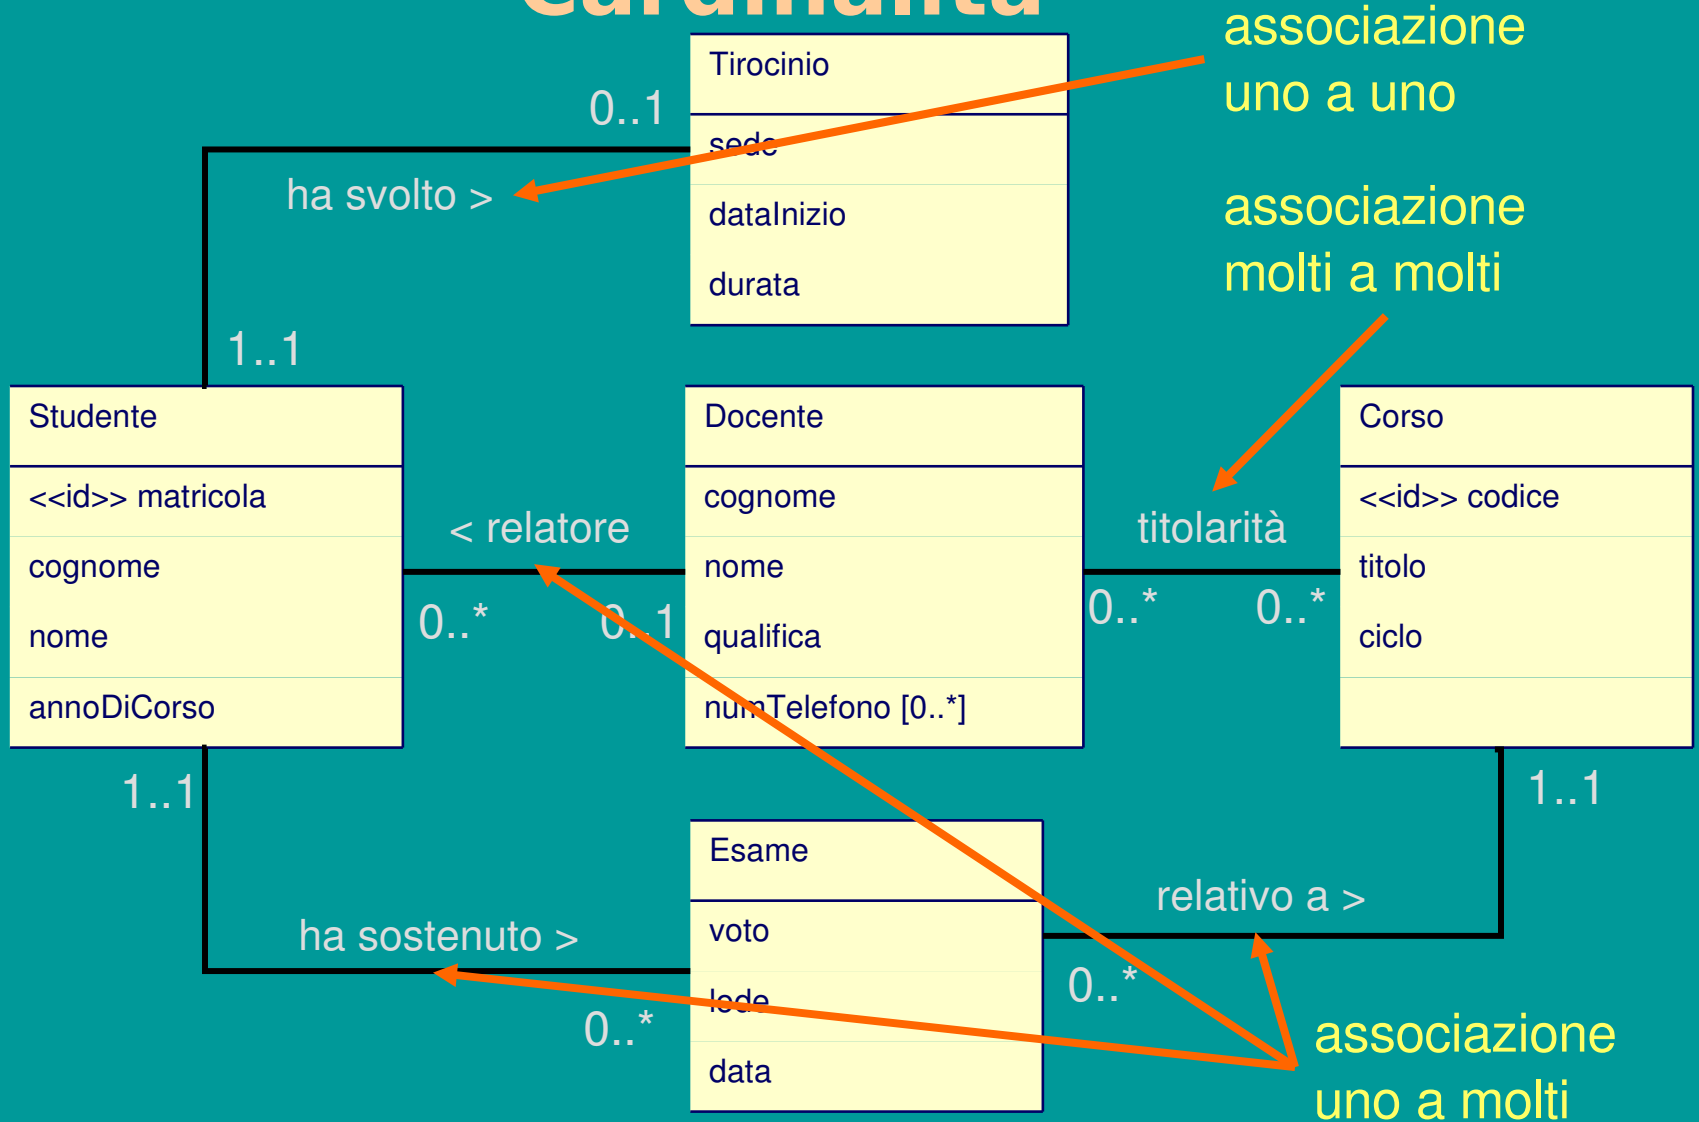 Cardinalità
associazione
uno a uno
Tirocinio
0..1
sede
ha svolto >
dataInizio
associazione
molti a molti
durata
1..1
Studente
Docente
Corso
<<id>> matricola
cognome
<<id>> codice
< relatore
titolarità
cognome
nome
titolo
0..*
0..1
0..*
0..*
nome
qualifica
ciclo
annoDiCorso
numTelefono [0..*]
1..1
1..1
Esame
relativo a >
voto
ha sostenuto >
0..*
lode
0..*
associazione
uno a molti
data